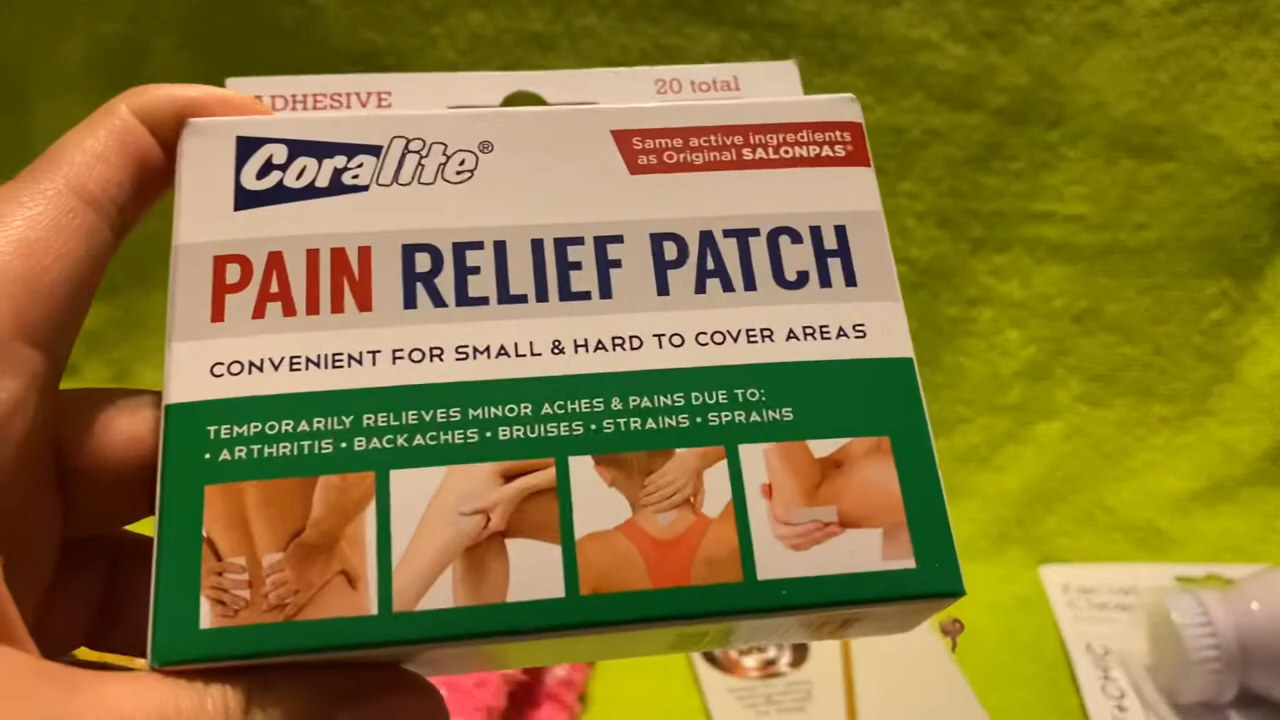 DHESIVE
20 total
Coralite®
Same active ingredients
as Original SALONPAS®
PAIN RELIEF PATCH
CONVENIENT FOR SMALL & HARD TO COVER AREAS
TEMPORARILY RELIEVES MINOR ACHES & PAINS DUE TO:
• ARTHRITIS • BACKACHES • BRUISES • STRAINS • SPRAINS